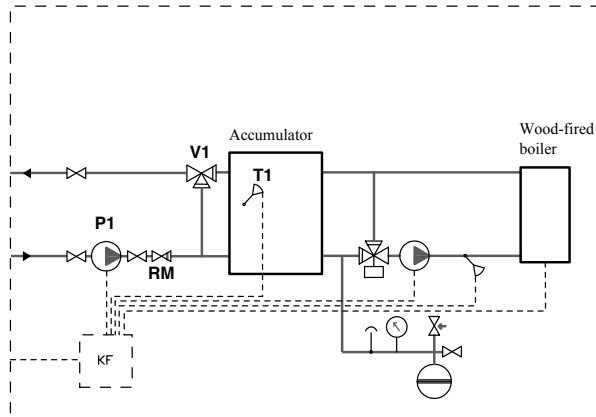 Wood-fired
boiler
Accumulator
V1
T1
P1
RM
KF